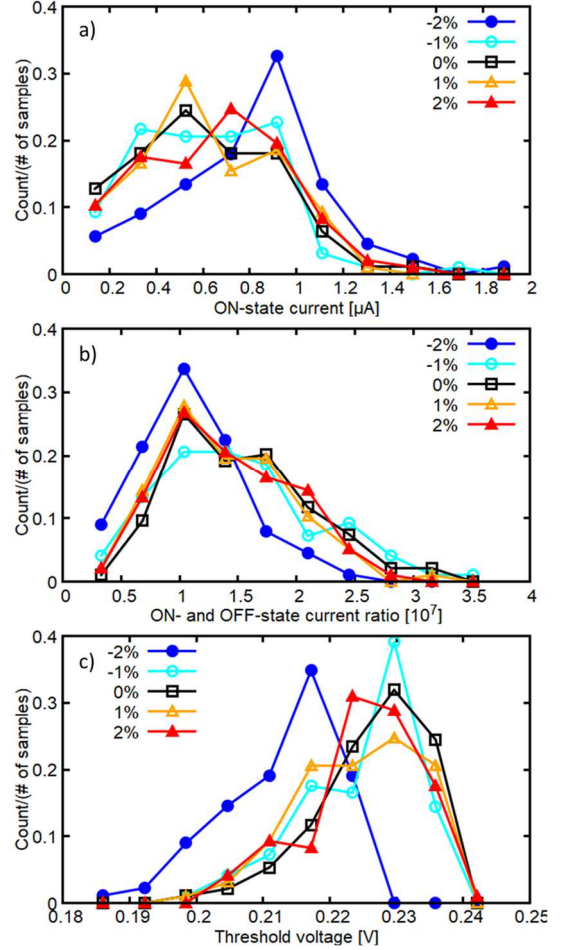 a)
-2%
-1%
0%
1%
2%
0.4
0.3
0.2
0.1
0
Count/(# of samples)
0.2 0.4 0.6 0.8 1 1.2 1.4 1.6 1.8 2
ON-state current [µA]
b)
-2%
-1%
0%
1%
2%
0.4
0.3
0.2
0.1
0
Count/(# of samples)
0 0.5 1 1.5 2 2.5 3 3.5 4
ON- and OFF-state current ratio [10⁷]
c)
-2%
-1%
0%
1%
2%
0.4
0.3
0.2
0.1
0
Count/(# of samples)
0.18 0.19 0.2 0.21 0.22 0.23 0.24 0.25
Threshold voltage [V]